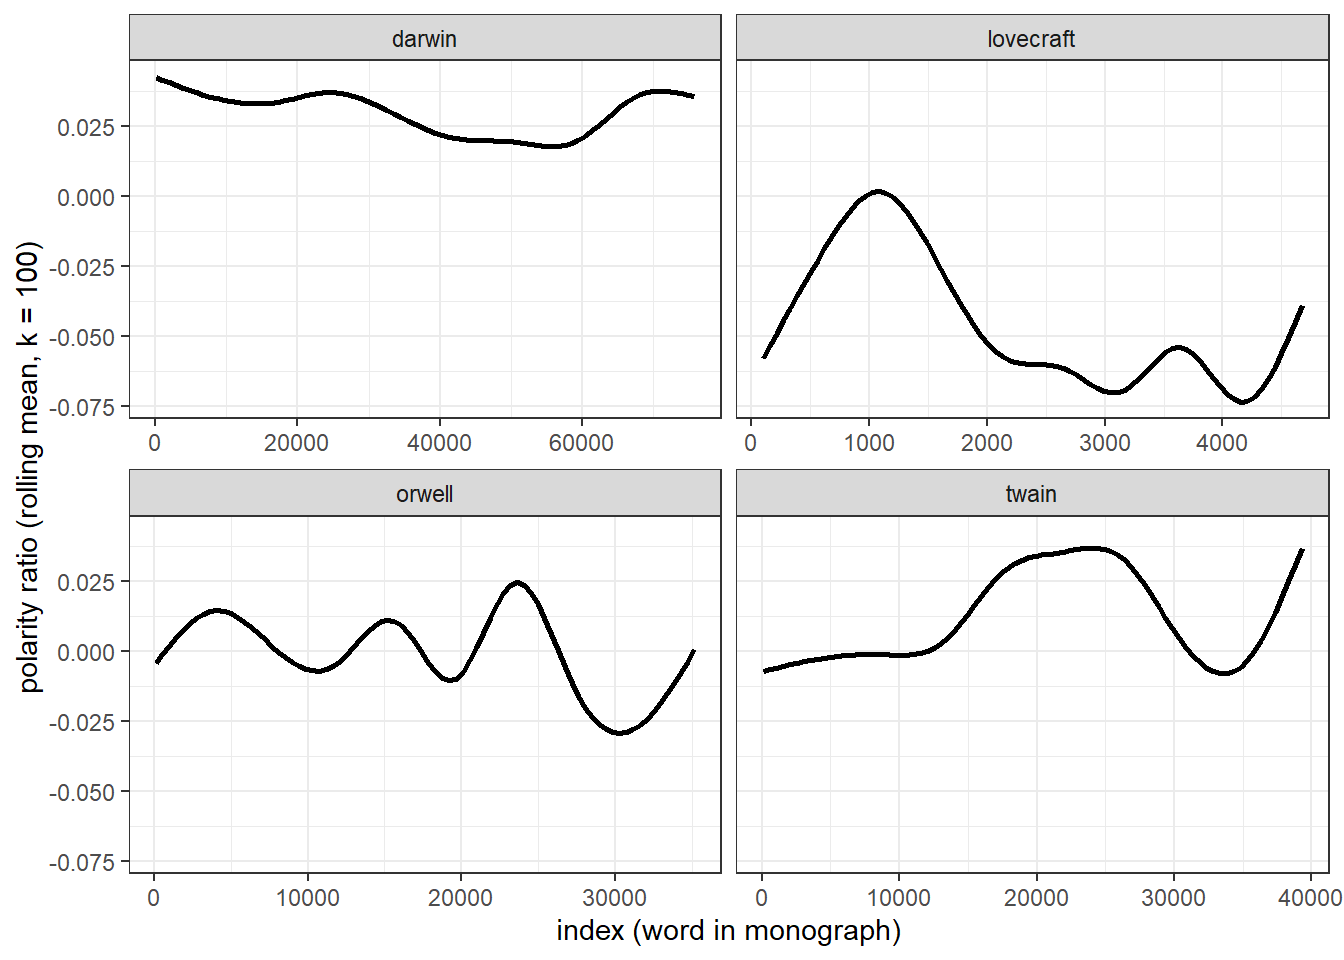 darwin
lovecraft
0.025
0.000
-0.025
-0.050
-0.075
0 20000 40000 60000
0 1000 2000 3000 4000
orwell
twain
0.025
0.000
-0.025
-0.050
-0.075
0 10000 20000 30000
0 10000 20000 30000 40000
index (word in monograph)
polarity ratio (rolling mean, k = 100)